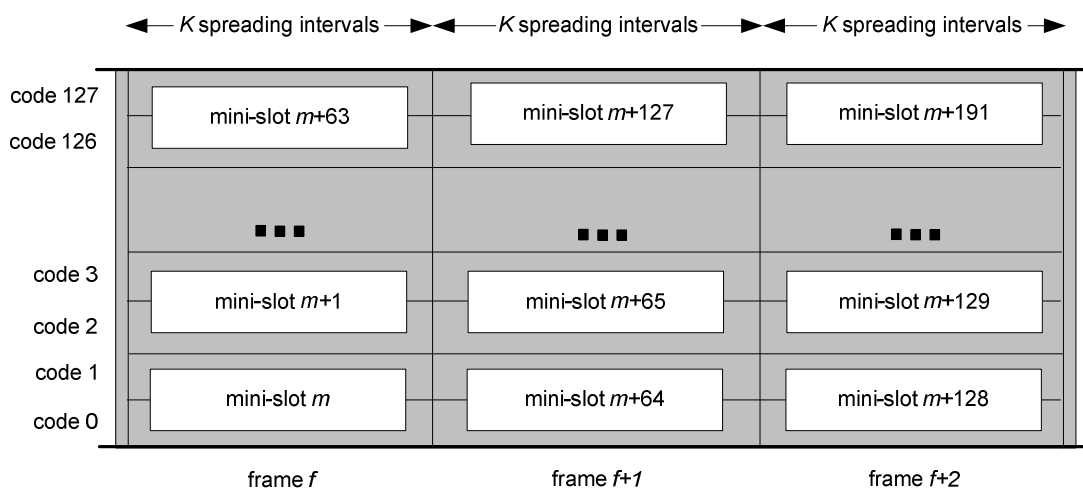 K spreading intervals K spreading intervals K spreading intervals
code 127
mini-slot m+63 mini-slot m+127 mini-slot m+191
code 126
code 3
mini-slot m+1 mini-slot m+65 mini-slot m+129
code 2
code 1
mini-slot m mini-slot m+64 mini-slot m+128
code 0
frame f frame f+1 frame f+2